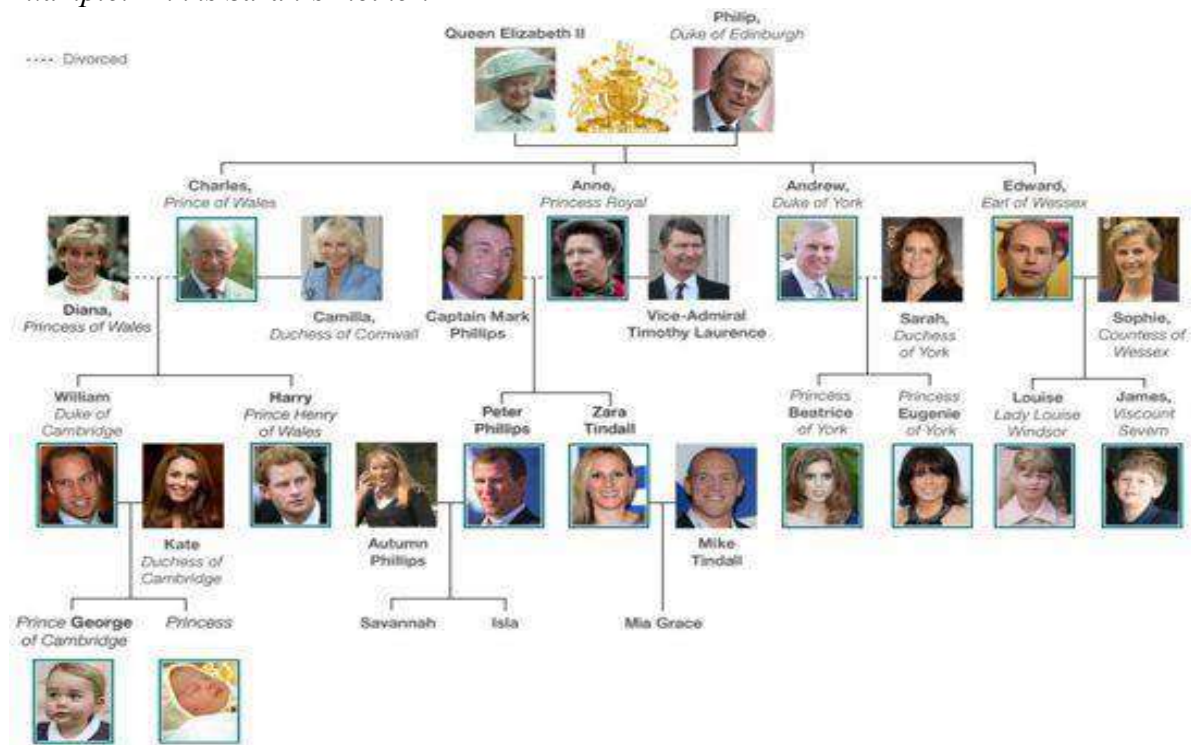 Queen Elizabeth II
Philip,
Duke of Edinburgh
---- Divorced
Charles,
Prince of Wales
Anne,
Princess Royal
Andrew,
Duke of York
Edward,
Earl of Wessex
Diana,
Princess of Wales
Camilla,
Duchess of Cornwall
Captain Mark
Phillips
Vice-Admiral
Timothy Laurence
Sarah,
Duchess
of York
Sophie,
Countess of
Wessex
William
Duke of
Cambridge
Harry
Prince Henry
of Wales
Peter
Phillips
Zara
Tindall
Princess
Beatrice
of York
Princess
Eugenie
of York
Louise
Lady Louise
Windsor
James,
Viscount
Severn
Kate
Duchess of
Cambridge
Autumn
Phillips
Mike
Tindall
Prince George
of Cambridge
Princess
Savannah
Isla
Mia Grace